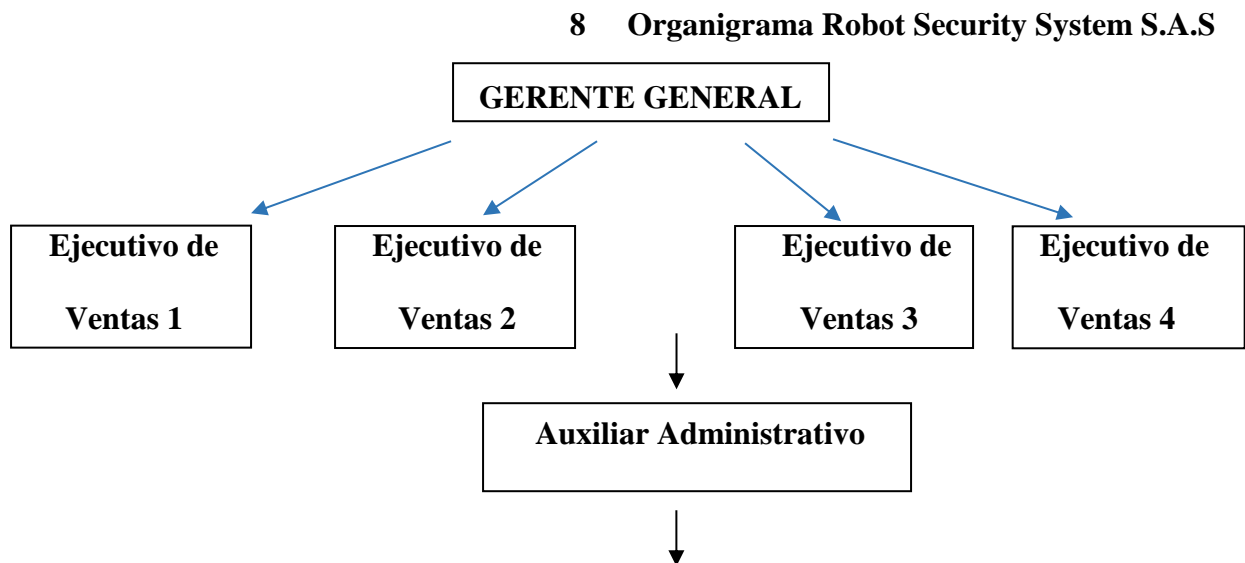 8 Organigrama Robot Security System S.A.S
GERENTE GENERAL
Ejecutivo de
Ventas 1
Ejecutivo de
Ventas 2
Ejecutivo de
Ventas 3
Ejecutivo de
Ventas 4
Auxiliar Administrativo